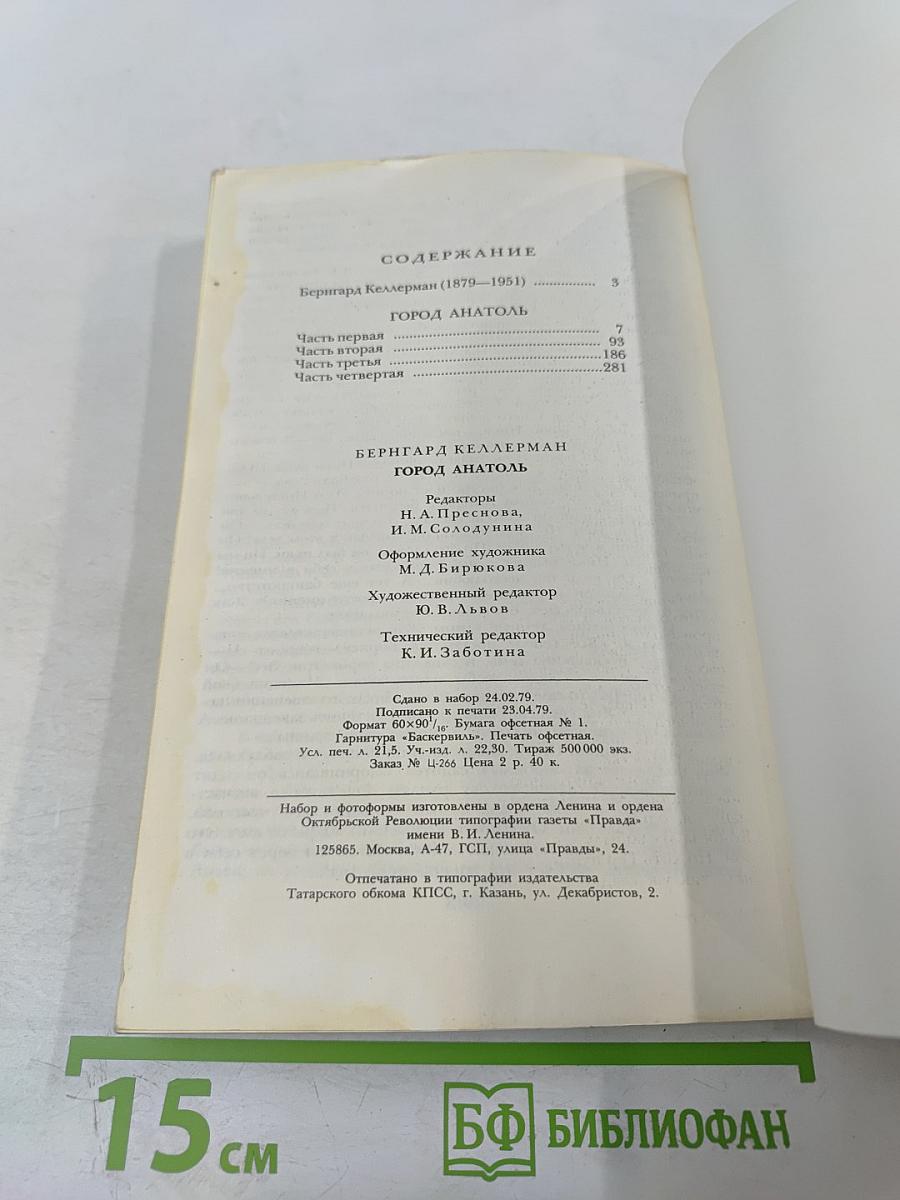 СОДЕРЖАНИЕ
Бернгард Келлерман (1879—1951) ................ 3
ГОРОД АНАТОЛЬ
Часть первая ................ 7
Часть вторая ................ 93
Часть третья ................ 186
Часть четвертая ................ 281
БЕРНГАРД КЕЛЛЕРМАН
ГОРОД АНАТОЛЬ
Редакторы
Н. А. Преснова,
И. М. Солодунина
Оформление художника
М. Д. Бирюкова
Художественный редактор
Ю. В. Львов
Технический редактор
К. И. Заботина
Сдано в набор 24.02.79.
Подписано к печати 23.04.79.
Формат 60×90¹/₁₆. Бумага офсетная № 1.
Гарнитура «Баскервиль». Печать офсетная.
Усл. печ. л. 21,5. Уч.-изд. л. 22,30. Тираж 500 000 экз.
Заказ № Ц-266 Цена 2 р. 40 к.
Набор и фотоформы изготовлены в ордена Ленина и ордена
Октябрьской Революции типографии газеты «Правда»
имени В. И. Ленина.
125865. Москва, А-47, ГСП, улица «Правды», 24.
Отпечатано в типографии издательства
Татарского обкома КПСС, г. Казань, ул. Декабристов, 2.
15 см
БФ БИБЛИОФАН